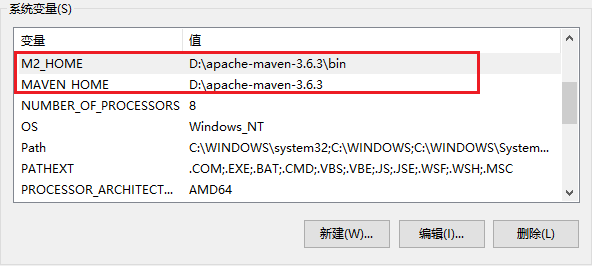 系统变量(S)
变量 值
M2_HOME D:\apache-maven-3.6.3\bin
MAVEN_HOME D:\apache-maven-3.6.3
NUMBER_OF_PROCESSORS 8
OS Windows_NT
Path C:\WINDOWS\system32;C:\WINDOWS;C:\WINDOWS\System...
PATHEXT .COM;.EXE;.BAT;.CMD;.VBS;.VBE;.JS;.JSE;.WSF;.WSH;.MSC
PROCESSOR_ARCHITECT... AMD64
新建(W)... 编辑(I)... 删除(L)